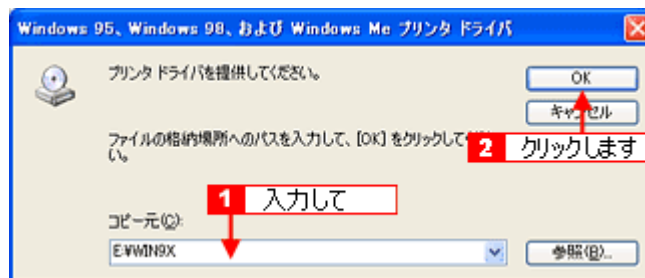 Windows 95、Windows 98、および Windows Me プリンタ ドライバ
プリンタ ドライバを提供してください。
OK
キャンセル
ファイルの格納場所へのパスを入力して、[OK] をクリックして
い。
2 クリックします
1 入力して
コピー元(C):
E:¥WIN9X
参照(B)...